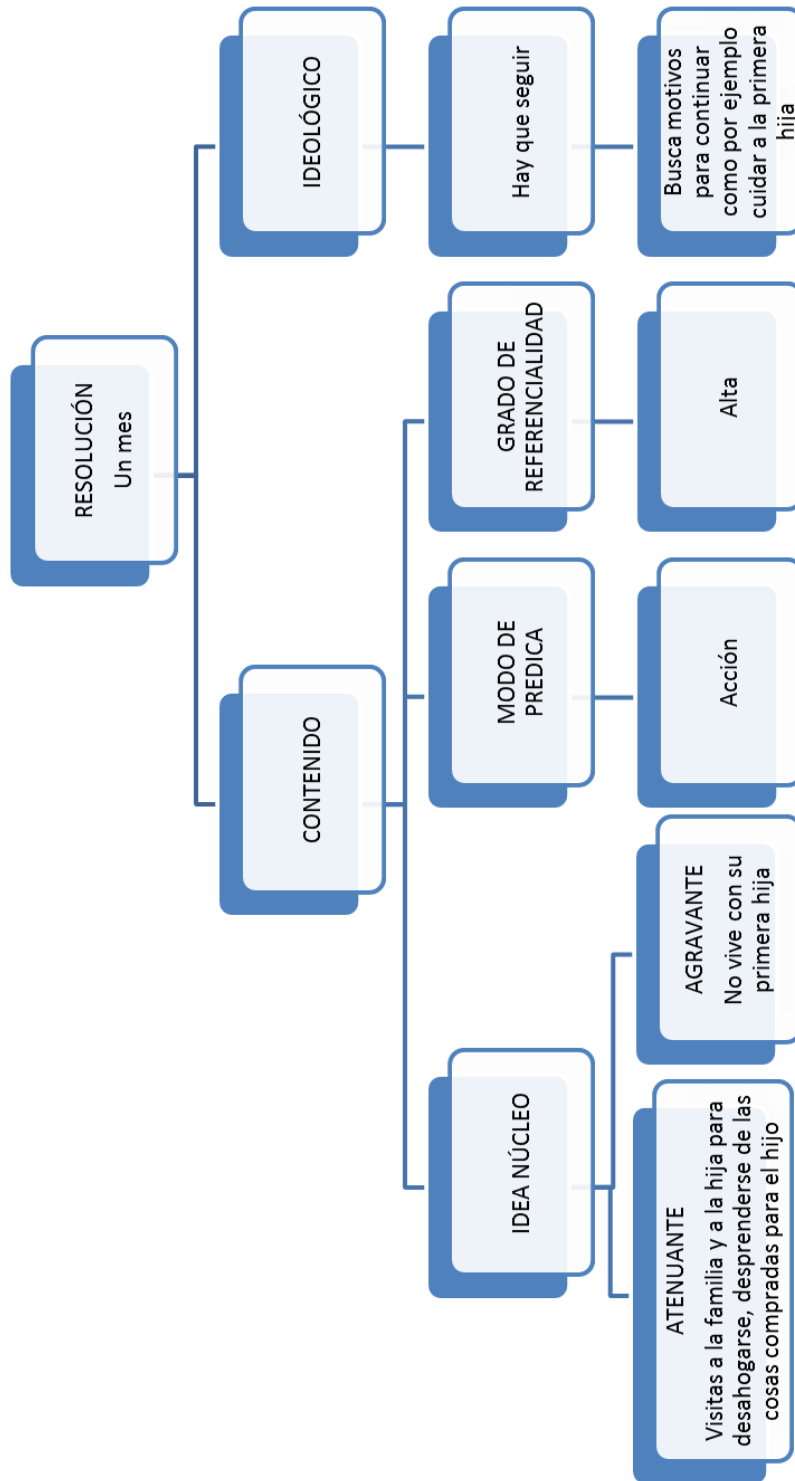 RESOLUCIÓN
Un mes
CONTENIDO
IDEOLÓGICO
IDEA NÚCLEO
MODO DE
PREDICA
GRADO DE
REFERENCIALIDAD
Hay que seguir
ATENUANTE
Visitas a la familia y a la hija para
desahogarse, desprenderse de las
cosas compradas para el hijo
AGRAVANTE
No vive con su
primera hija
Acción
Alta
Busca motivos
para continuar
como por ejemplo
cuidar a la primera
hija